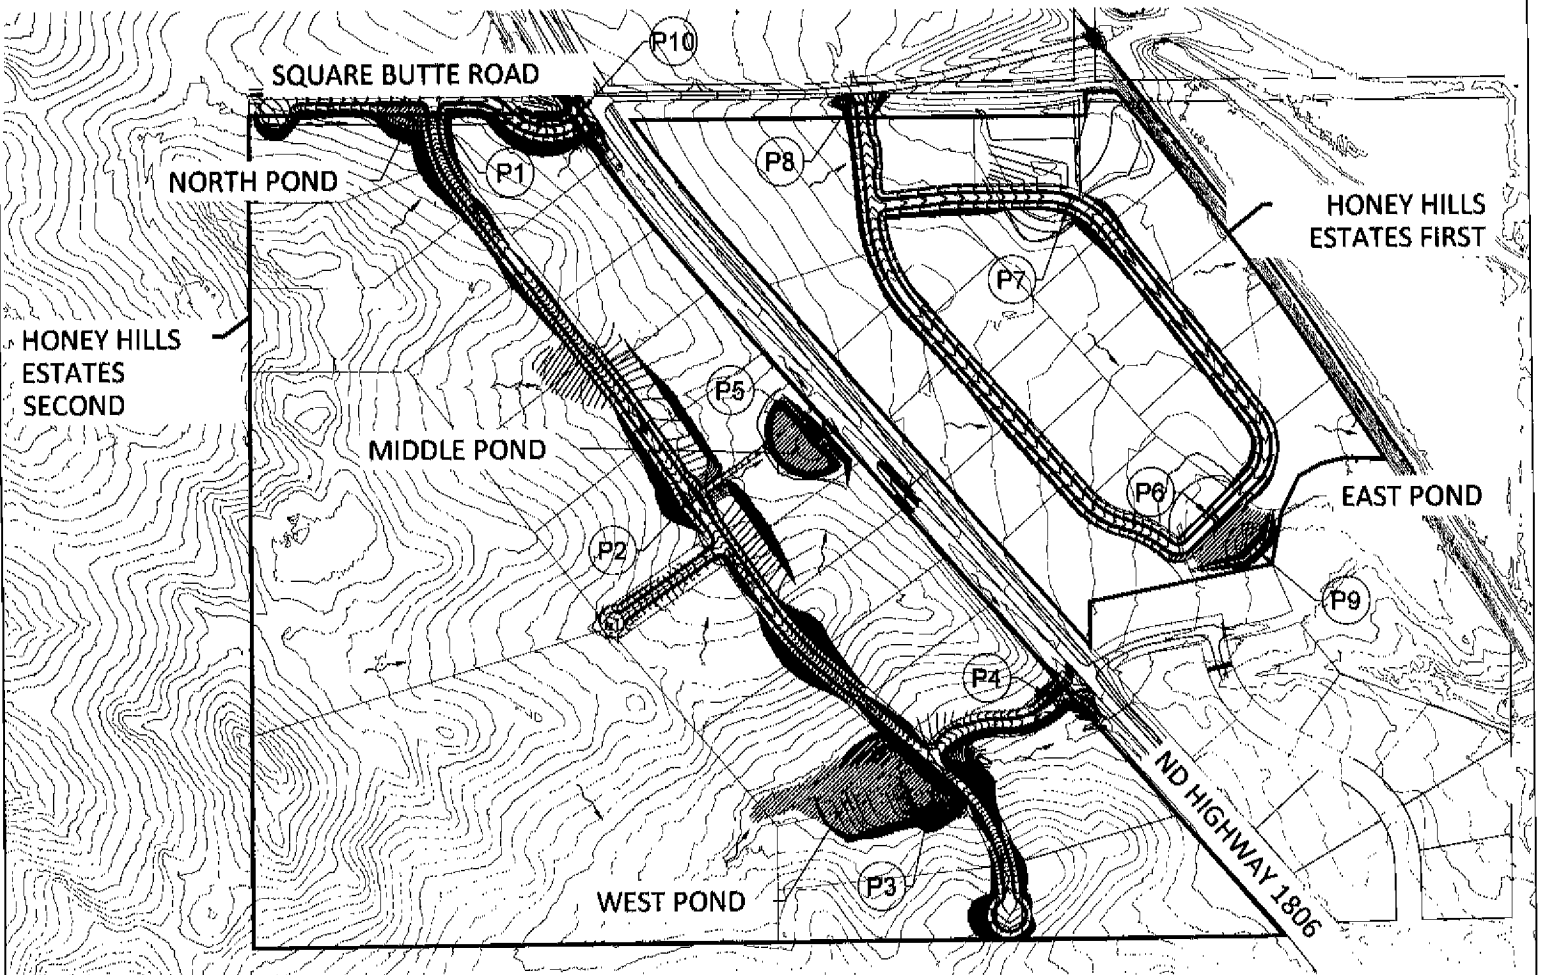 P10
SQUARE BUTTE ROAD
P8
P1
NORTH POND
HONEY HILLS
ESTATES FIRST
P7
HONEY HILLS
ESTATES
SECOND
P5
MIDDLE POND
P6
EAST POND
P2
P9
P4
ND HIGHWAY 1806
P3
WEST POND